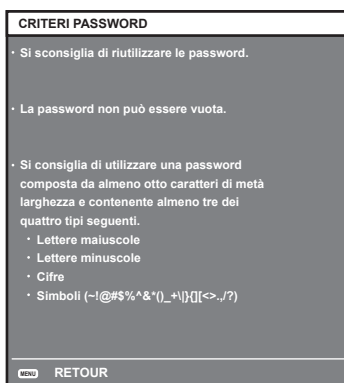 CRITERI PASSWORD
・Si sconsiglia di riutilizzare le password.
・La password non può essere vuota.
・Si consiglia di utilizzare una password
composta da almeno otto caratteri di metà
larghezza e contenente almeno tre dei
quattro tipi seguenti.
・Lettere maiuscole
・Lettere minuscole
・Cifre
・Simboli (~!@#$%^&*()_+\|}{][<>.,/?)
MENU RETOUR